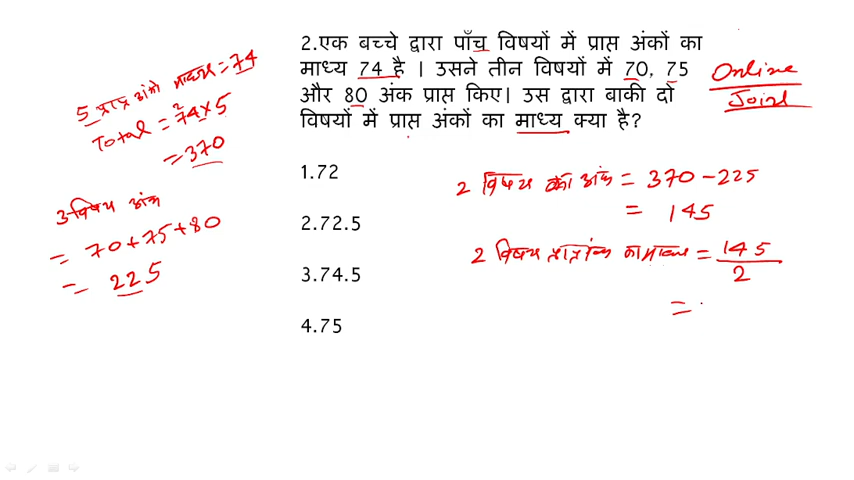 2.एक बच्चे द्वारा पाँच विषयों में प्राप्त अंकों का
माध्य 74 है । उसने तीन विषयों में 70, 75
और 80 अंक प्राप्त किए। उस द्वारा बाकी दो
विषयों में प्राप्त अंकों का माध्य क्या है?
1.72
2.72.5
3.74.5
4.75
5 प्राप्त अंको = 74
Total = 74 × 5
= 370
3 विषय अंक
= 70 + 75 + 80
= 225
Online
2 विषय का अंक = 370 - 225
= 145
2 विषय का = 145
2
=